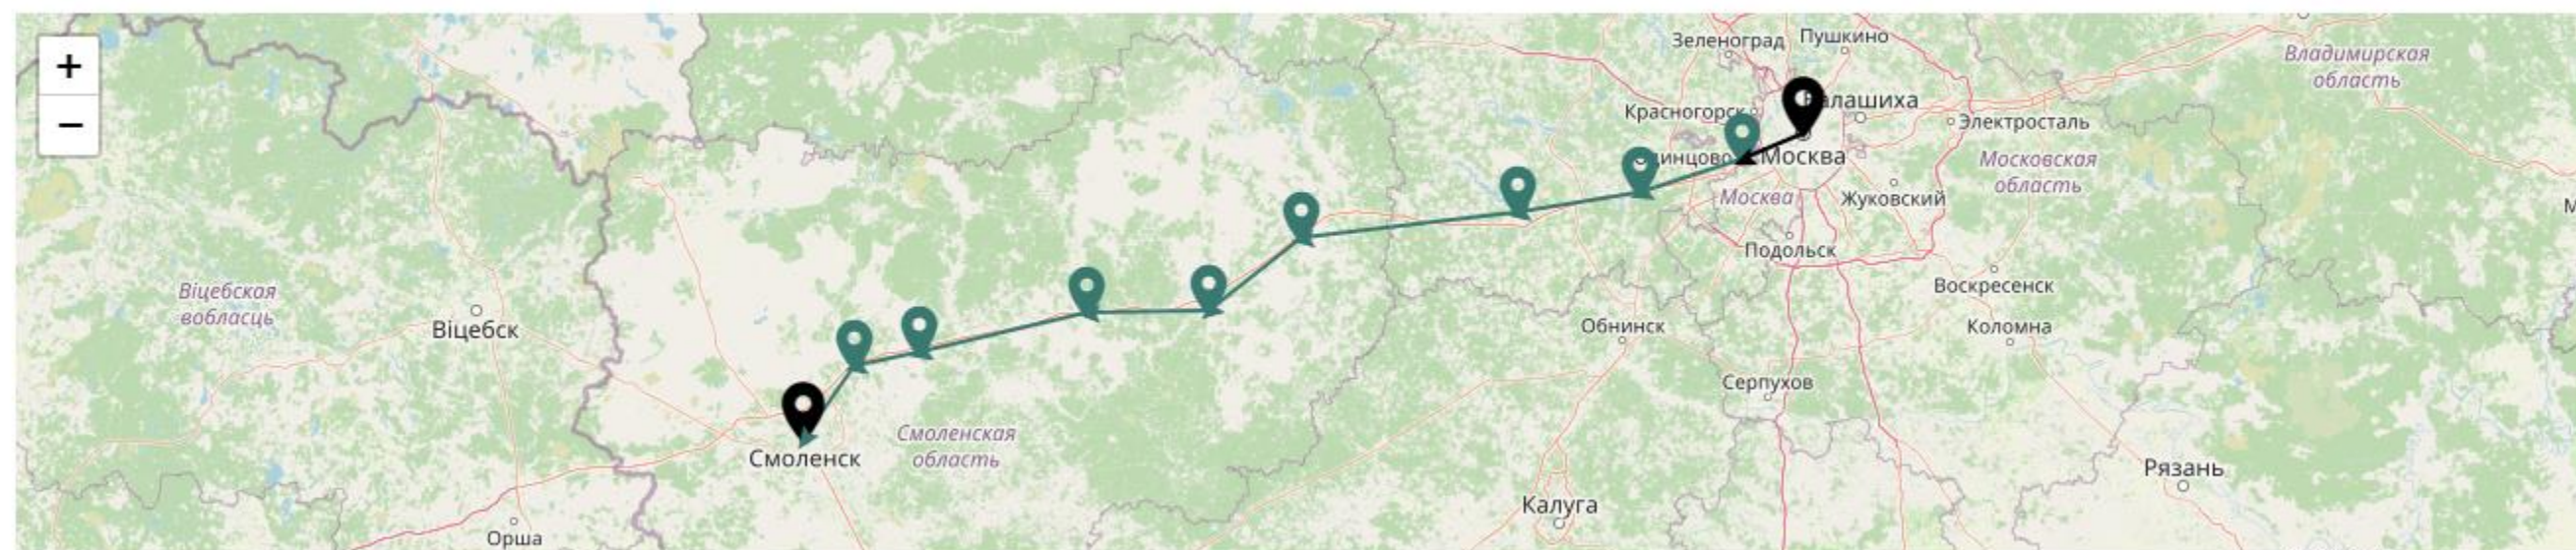 +
−
Зеленоград
Пушкино
Владимирская
область
Красногорск
Балашиха
Электросталь
Одинцово
Москва
Московская
область
Москва
Жуковский
Подольск
Віцебская
вобласць
Віцебск
Воскресенск
Обнинск
Коломна
Серпухов
Смоленская
область
Смоленск
Рязань
Калуга
Орша